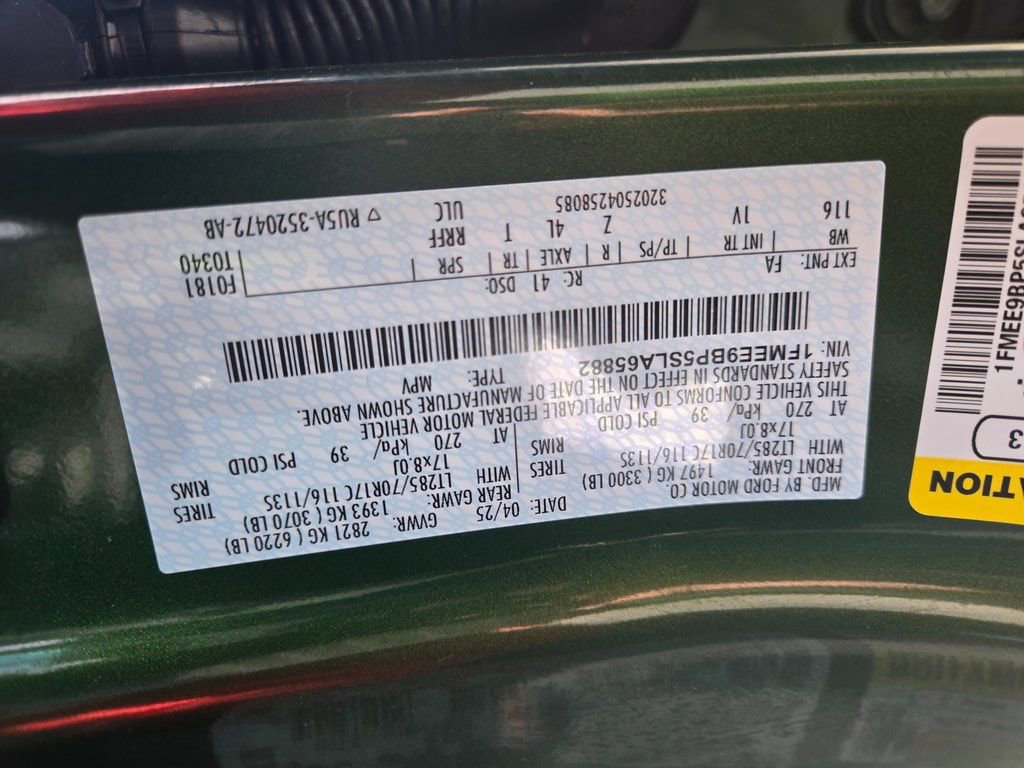 MFD. BY FORD MOTOR CO.
DATE: 04/25 GVWR: 2821 KG ( 6220 LB)
FRONT GAWR: 1497 KG ( 3300 LB) REAR GAWR: 1393 KG ( 3070 LB)
WITH LT285/70R17C 116/113S TIRES WITH LT285/70R17C 116/113S TIRES
17x8.0J RIMS 17x8.0J RIMS
AT 270 kPa/ 39 PSI COLD AT 270 kPa/ 39 PSI COLD
THIS VEHICLE CONFORMS TO ALL APPLICABLE FEDERAL MOTOR VEHICLE
SAFETY STANDARDS IN EFFECT ON THE DATE OF MANUFACTURE SHOWN ABOVE.
VIN: 1FMEE9BP5SLA65882 TYPE: MPV
EXT PNT: FA RC: 41 DSO: F0181
WB | INT TR | TP/PS | R | AXLE | TR | SPR | T0340
116 1V Z 4L T RRFF
3202504258085 ULC ▽ RU5A-3520472-AB
ATION